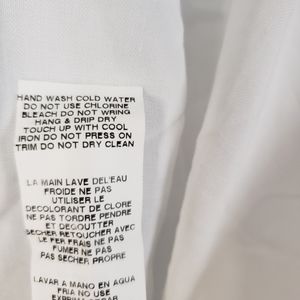 HAND WASH COLD WATER
DO NOT USE CHLORINE
BLEACH DO NOT WRING
HANG & DRIP DRY
TOUCH UP WITH COOL
IRON DO NOT PRESS ON
TRIM DO NOT DRY CLEAN
LA MAIN LAVE DEL'EAU
FROIDE NE PAS
UTILISER LE
DECOLORANT DE CLORE
NE PAS TORDRE PENDRE
ET DEGOUTTER
SECHER RETOUCHER AVEC
LE FER FRAIS NE PAS
FUMER NE PAS
PAS SECHER PROPRE
LAVAR A MANO EN AGUA
FRIA NO USE